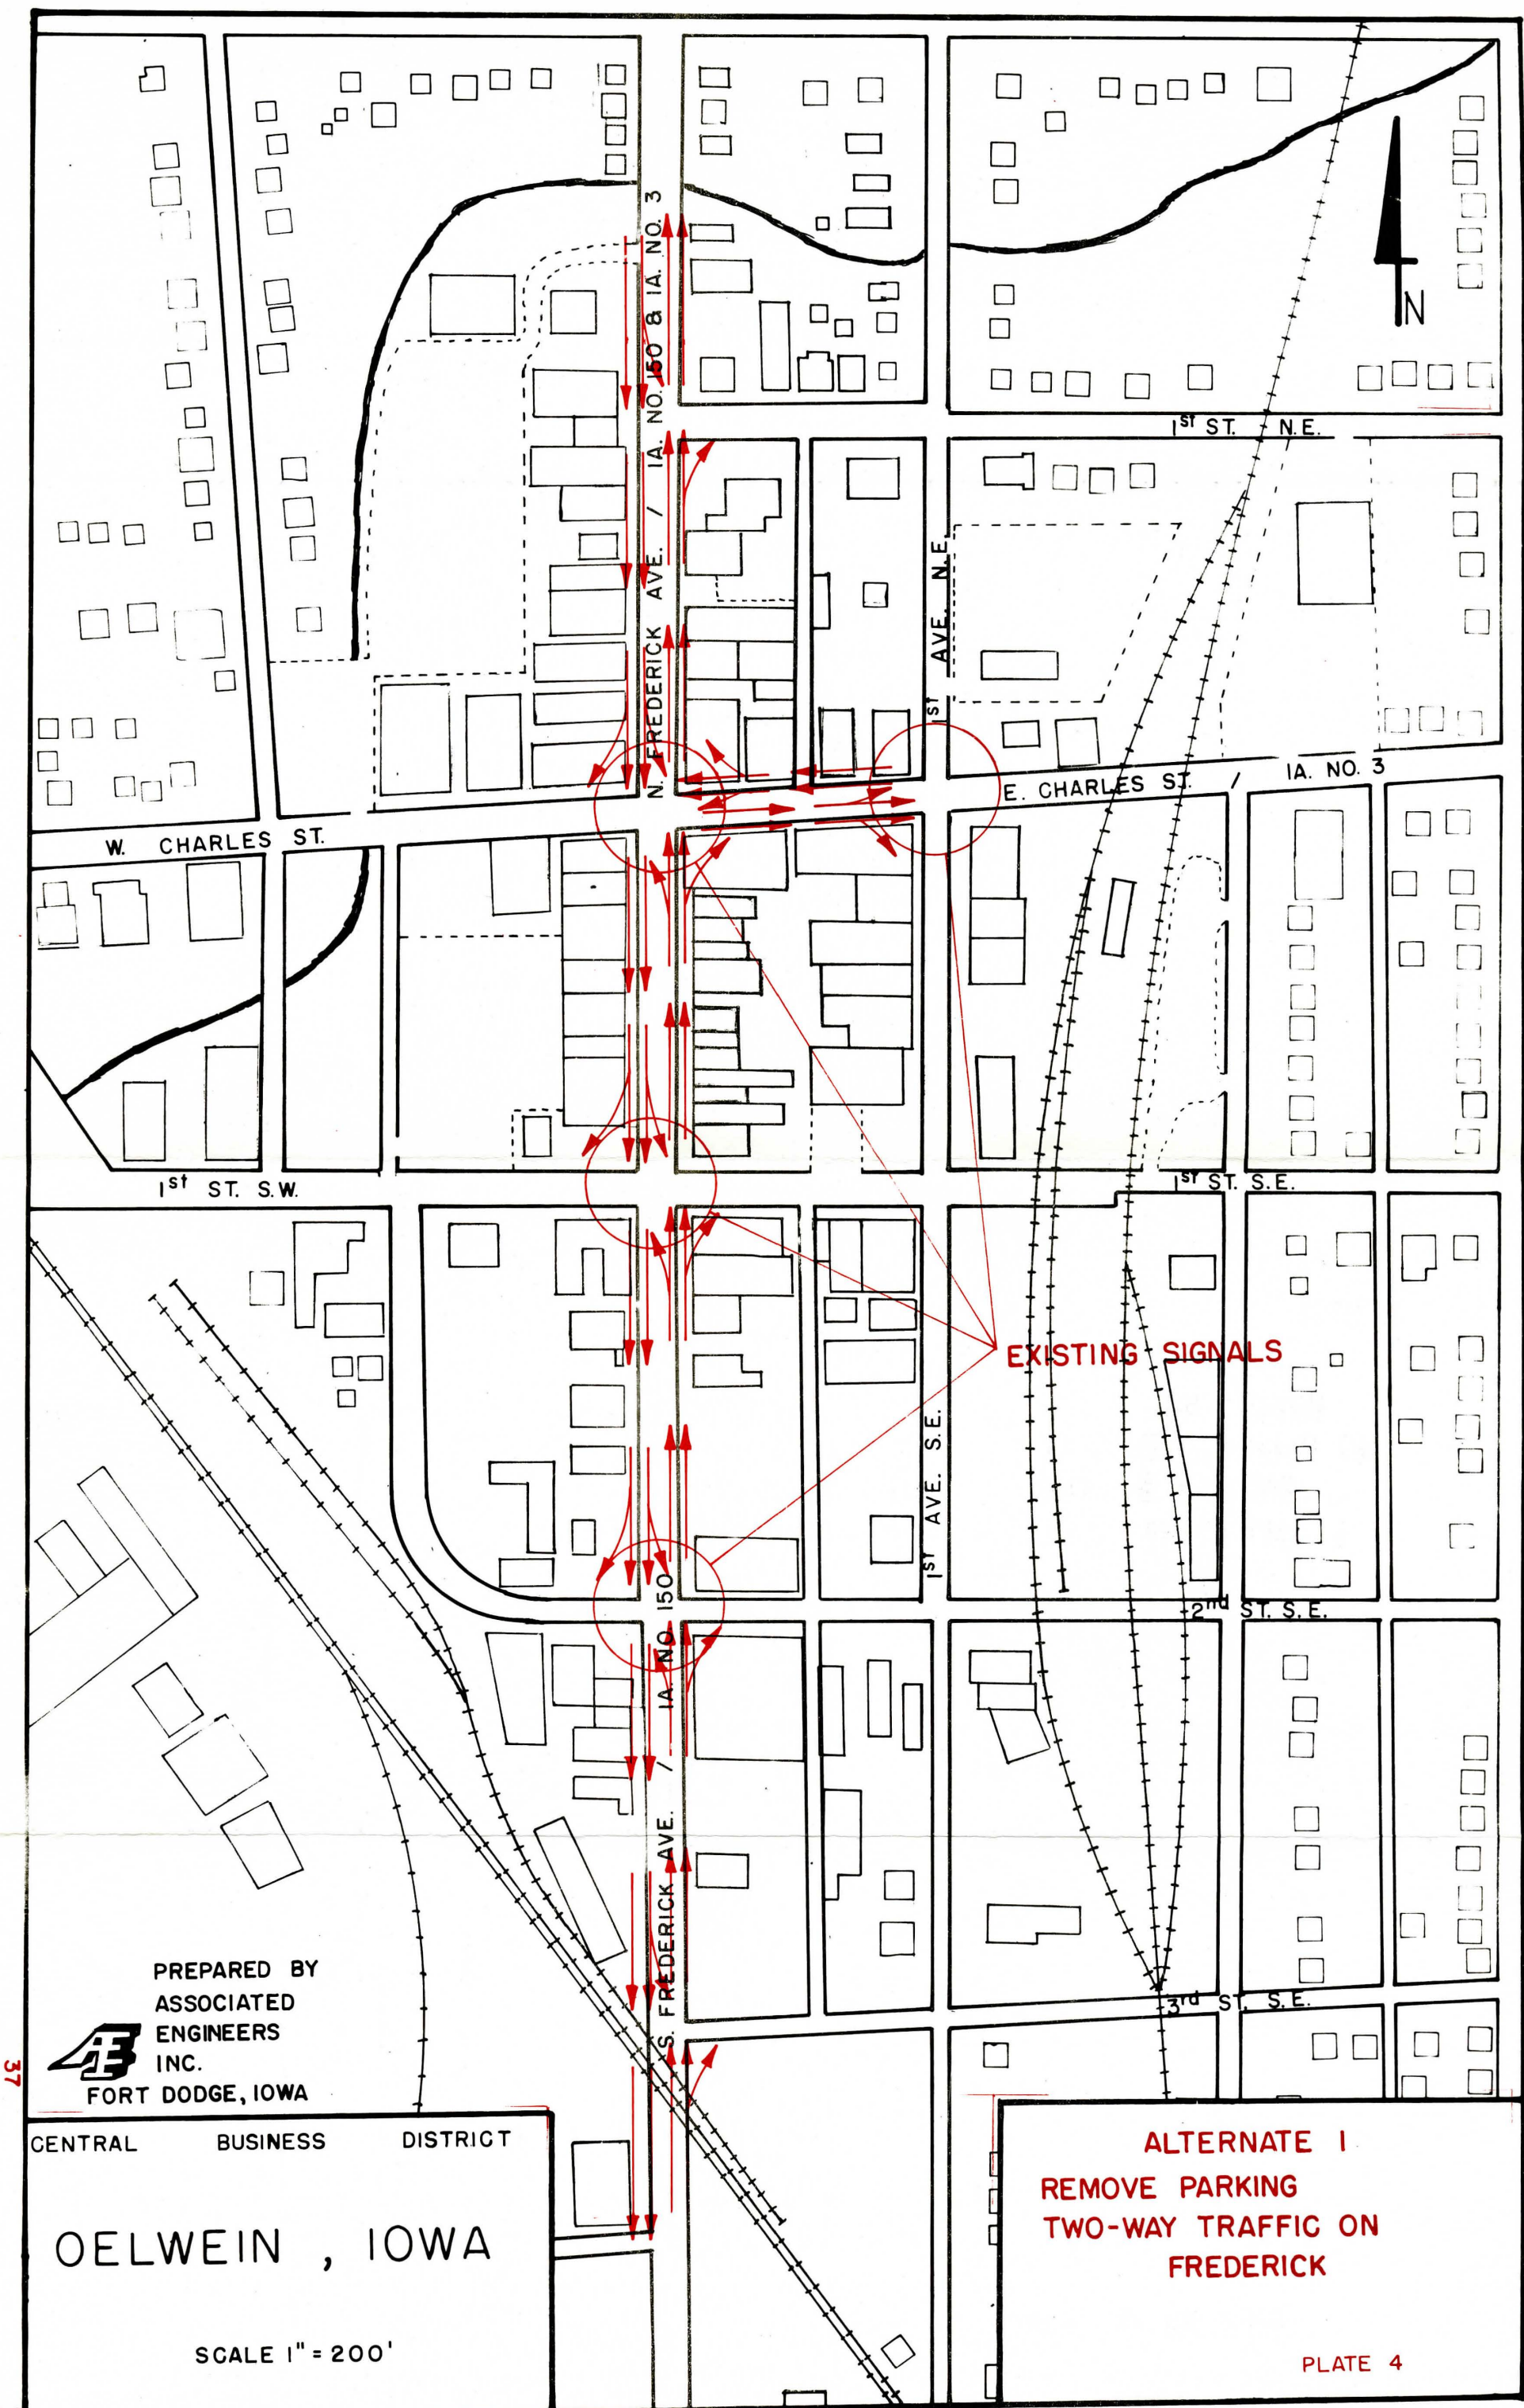 N
N. FREDERICK AVE. / IA. NO. 150 & IA. NO. 3
1ST ST. N.E.
1ST AVE. N.E.
E. CHARLES ST. / IA. NO. 3
W. CHARLES ST.
1st ST. S.W.
1ST ST. S.E.
EXISTING SIGNALS
1ST AVE. S.E.
2nd ST. S.E.
S. FREDERICK AVE. / IA. NO 150
3rd ST. S.E.
PREPARED BY
ASSOCIATED
ENGINEERS
INC.
FORT DODGE, IOWA
AE
37
CENTRAL BUSINESS DISTRICT
OELWEIN , IOWA
SCALE 1" = 200'
ALTERNATE 1
REMOVE PARKING
TWO-WAY TRAFFIC ON
FREDERICK
PLATE 4